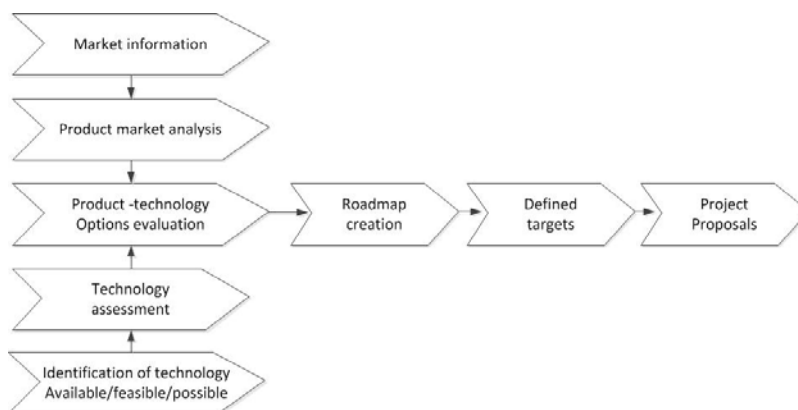 Market information
Product market analysis
Product -technology
Options evaluation
Roadmap
creation
Defined
targets
Project
Proposals
Technology
assessment
Identification of technology
Available/feasible/possible